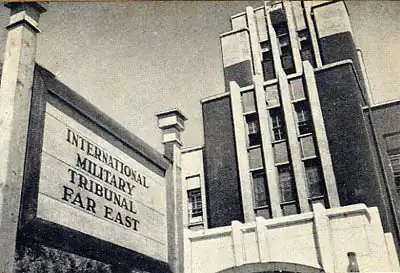 INTERNATIONAL
MILITARY
TRIBUNAL
FAR EAST